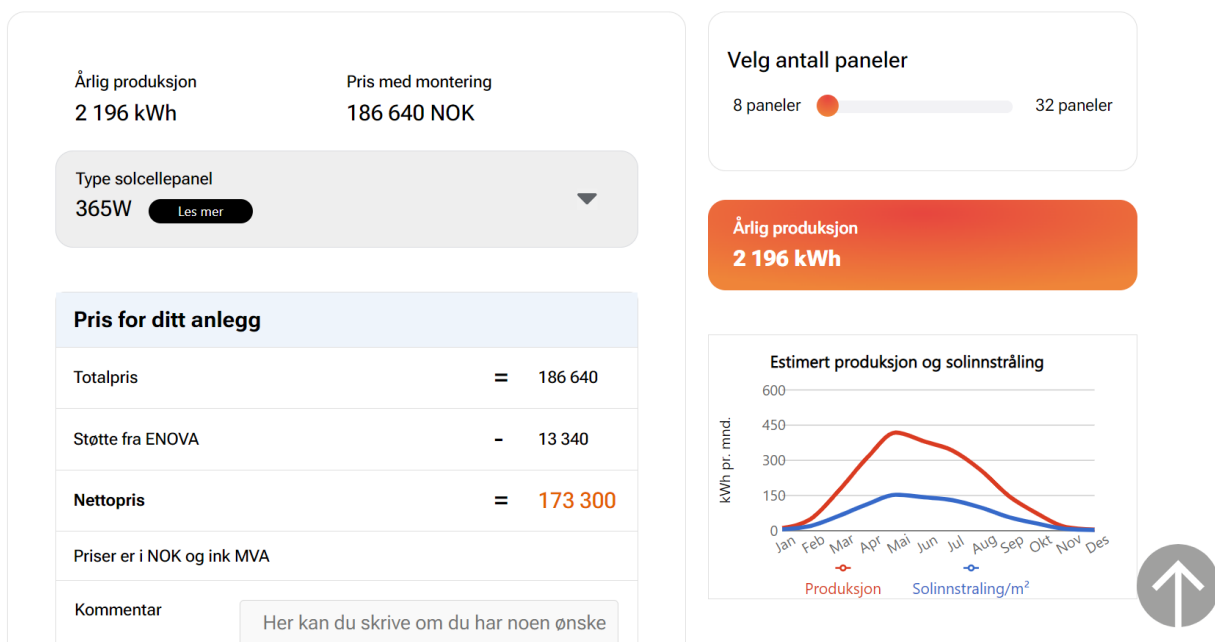 Årlig produksjon
2 196 kWh
Pris med montering
186 640 NOK
Type solcellepanel
365W Les mer
Pris for ditt anlegg
Totalpris = 186 640
Støtte fra ENOVA - 13 340
Nettopris = 173 300
Priser er i NOK og ink MVA
Kommentar
Her kan du skrive om du har noen ønske
Velg antall paneler
8 paneler 32 paneler
Årlig produksjon
2 196 kWh
Estimert produksjon og solinnstråling
kWh pr. mnd.
600
450
300
150
0
Jan Feb Mar Apr Mai Jun Jul Aug Sep Okt Nov Des
Produksjon Solinnstraling/m²